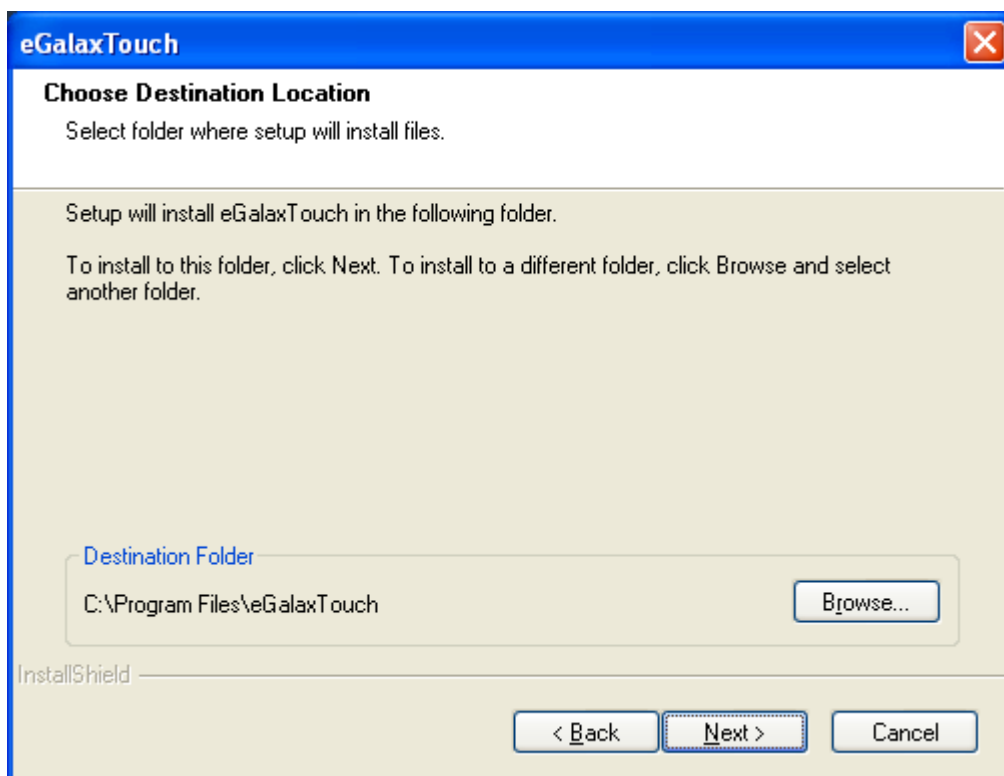 eGalaxTouch
Choose Destination Location
Select folder where setup will install files.
Setup will install eGalaxTouch in the following folder.
To install to this folder, click Next. To install to a different folder, click Browse and select
another folder.
Destination Folder
C:\Program Files\eGalaxTouch
Browse...
InstallShield
< Back
Next >
Cancel